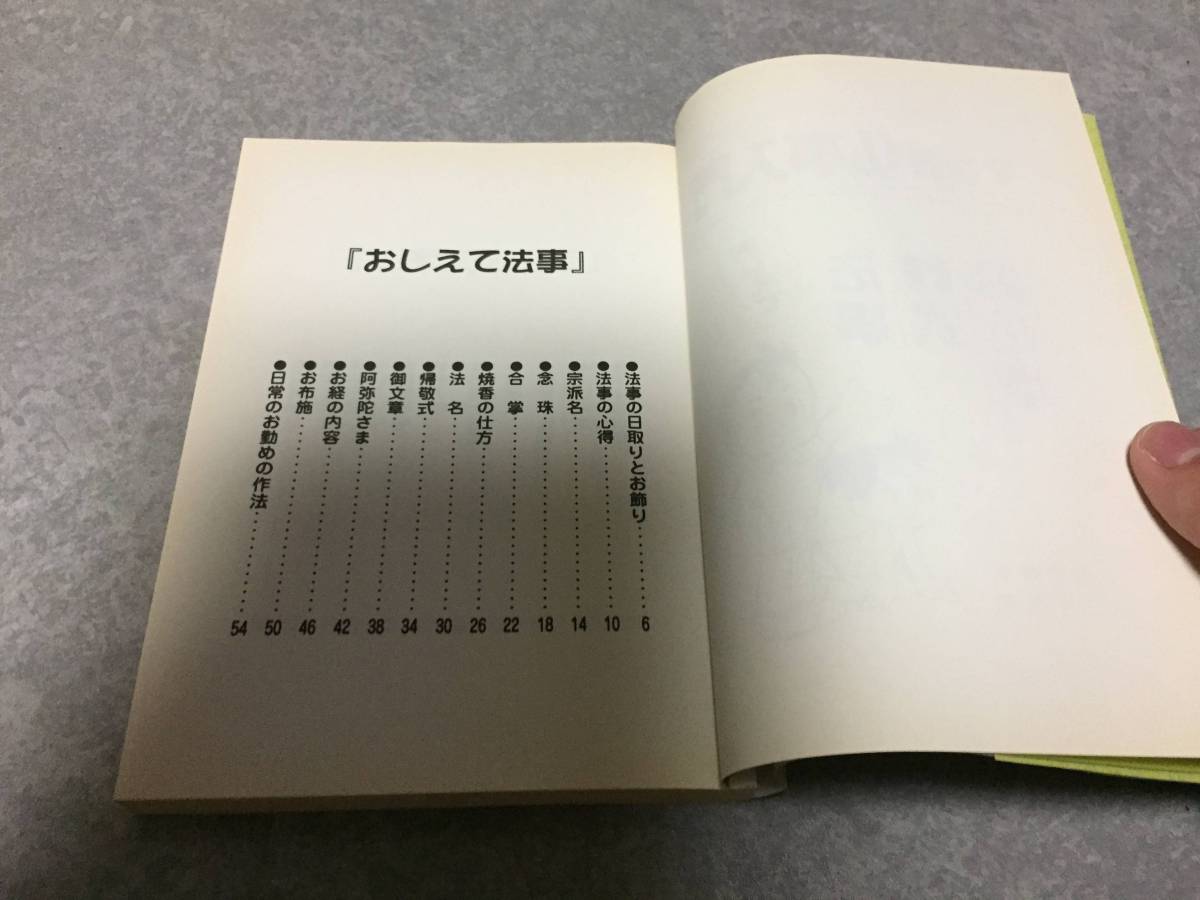 『おしえて法事』
●法事の日取りとお飾り……………6
●法事の心得……………10
●宗派名……………14
●念　珠……………18
●合　掌……………22
●焼香の仕方……………26
●法　名……………30
●帰敬式……………34
●御文章……………38
●阿弥陀さま……………42
●お経の内容……………46
●お布施……………50
●日常のお勤めの作法……………54